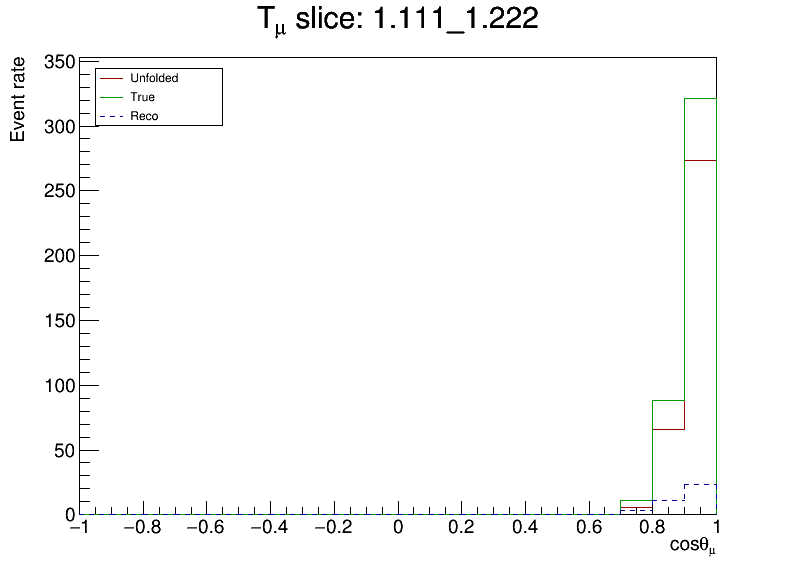 Tμ slice: 1.111_1.222
Event rate
350
300
250
200
150
100
50
0
Unfolded
True
Reco
−1 −0.8 −0.6 −0.4 −0.2 0 0.2 0.4 0.6 0.8 1
cosθμ